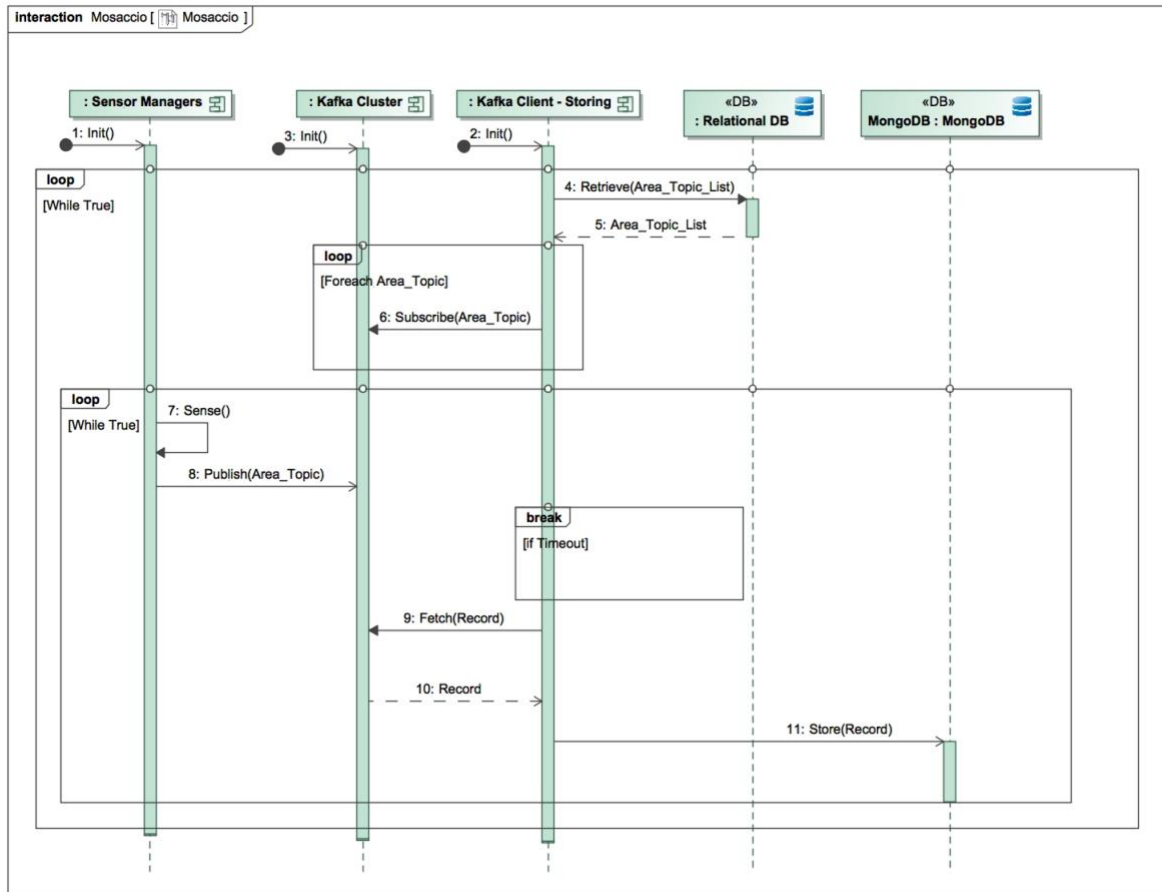 interaction Mosaccio [ Mosaccio ]
: Sensor Managers
: Kafka Cluster
: Kafka Client - Storing
«DB»
: Relational DB
«DB»
MongoDB : MongoDB
1: Init()
3: Init()
2: Init()
loop
[While True]
4: Retrieve(Area_Topic_List)
5: Area_Topic_List
loop
[Foreach Area_Topic]
6: Subscribe(Area_Topic)
loop
[While True]
7: Sense()
8: Publish(Area_Topic)
break
[if Timeout]
9: Fetch(Record)
10: Record
11: Store(Record)